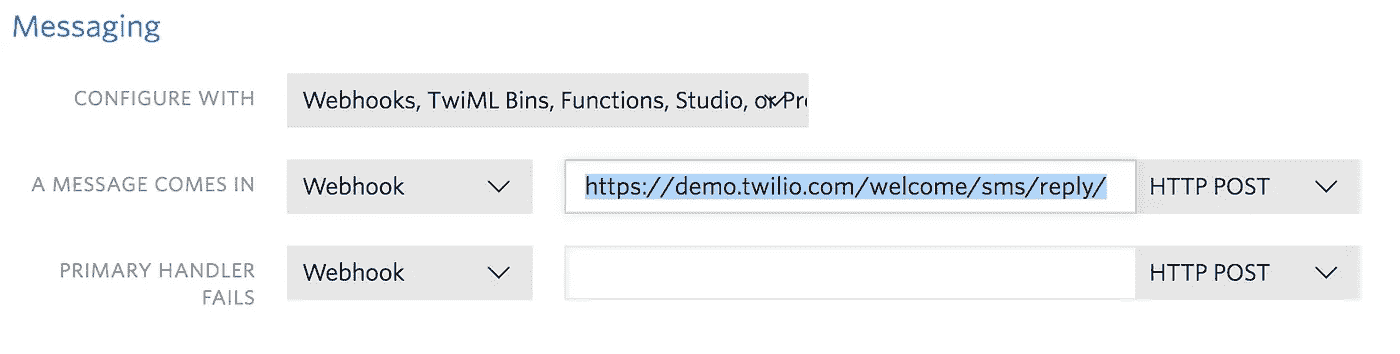 Messaging
CONFIGURE WITH
Webhooks, TwiML Bins, Functions, Studio, or Pr
A MESSAGE COMES IN Webhook https://demo.twilio.com/welcome/sms/reply/ HTTP POST
PRIMARY HANDLER Webhook HTTP POST
FAILS